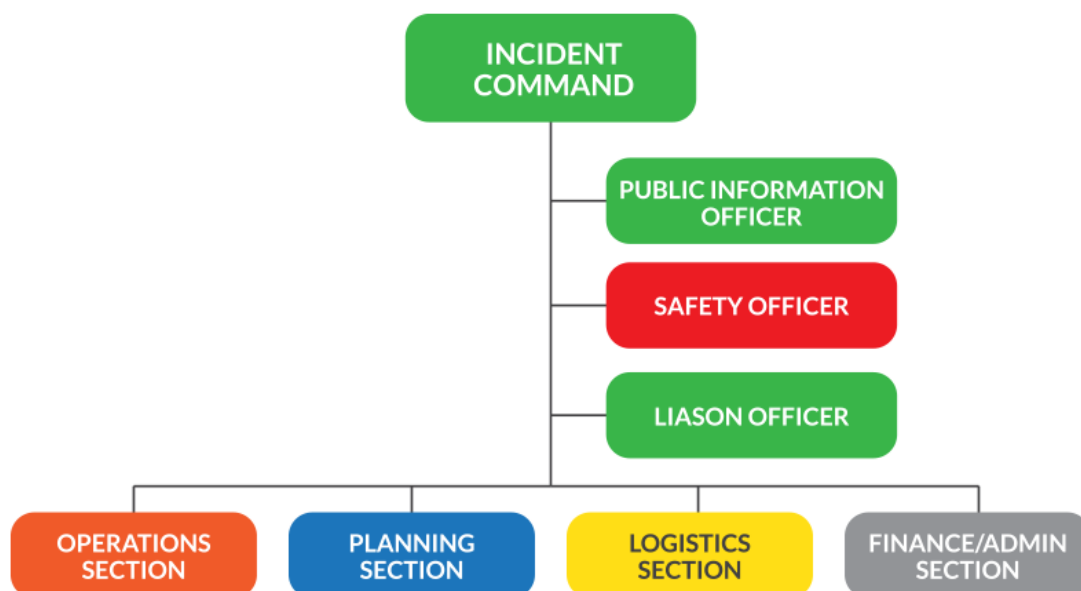 INCIDENT
COMMAND
PUBLIC INFORMATION
OFFICER
SAFETY OFFICER
LIASON OFFICER
OPERATIONS
SECTION
PLANNING
SECTION
LOGISTICS
SECTION
FINANCE/ADMIN
SECTION